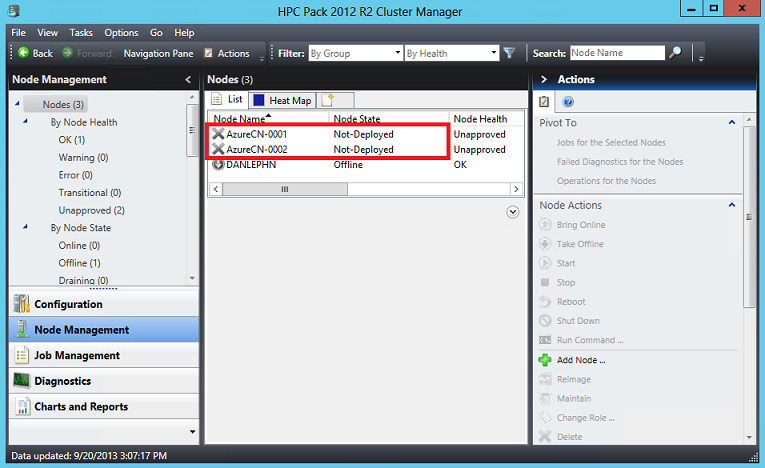 HPC Pack 2012 R2 Cluster Manager
File View Tasks Options Go Help
Back Forward Navigation Pane Actions Filter: By Group By Health Search: Node Name
Node Management
Nodes (3)
By Node Health
OK (1)
Warning (0)
Error (0)
Transitional (0)
Unapproved (2)
By Node State
Online (0)
Offline (1)
Draining (0)
Configuration
Node Management
Job Management
Diagnostics
Charts and Reports
Nodes (3)
List Heat Map
Node Name Node State Node Health
AzureCN-0001 Not-Deployed Unapproved
AzureCN-0002 Not-Deployed Unapproved
DANLEPHN Offline OK
Actions
Pivot To
Jobs for the Selected Nodes
Failed Diagnostics for the Nodes
Operations for the Nodes
Node Actions
Bring Online
Take Offline
Start
Stop
Reboot
Shut Down
Run Command ...
Add Node ...
Reimage
Maintain
Change Role ...
Delete
Data updated: 9/20/2013 3:07:17 PM